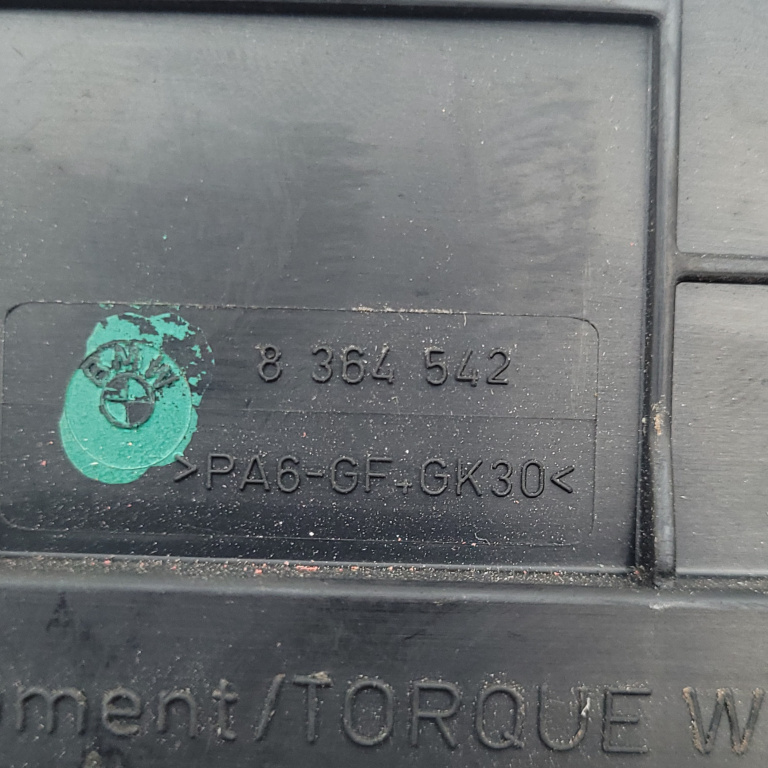 BMW
8 364 542
>PA6-GF+GK30<
A
ment/TORQUE W